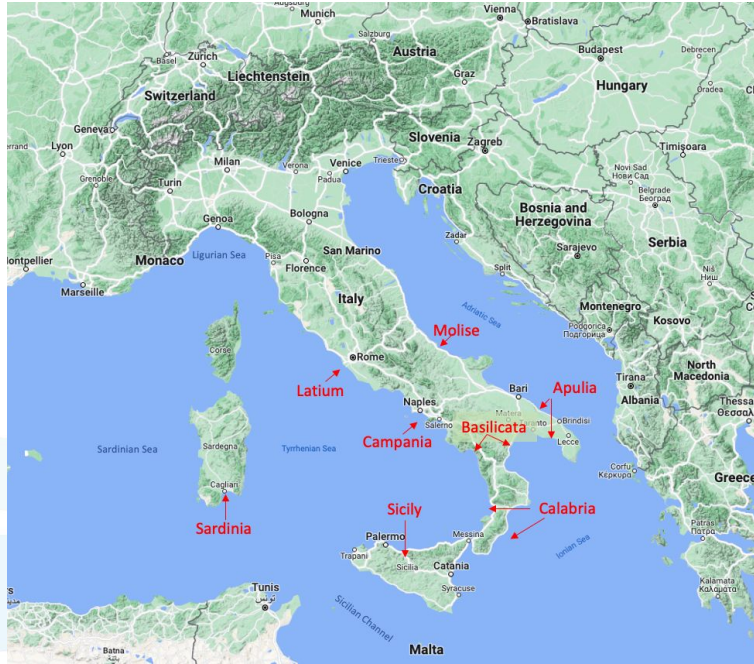 Augsburg
Munich
Salzburg
Vienna
Bratislava
Basel
Zürich
Liechtenstein
Austria
Budapest
Debrecen
Switzerland
Graz
Hungary
Oradea
Geneva
Slovenia
Zagreb
Timișoara
Lyon
Grenoble
Milan
Verona
Venice
Trieste
Padua
Turin
Croatia
Novi Sad
Нови Сад
Belgrade
Београд
Genoa
Bologna
Bosnia and
Herzegovina
San Marino
Zadar
Serbia
Monaco
Ligurian Sea
Pisa
Florence
Sarajevo
ontpellier
Marseille
Split
Niš
Ниш
Italy
Adriatic Sea
Montenegro
Kosovo
Molise
Podgorica
Подгорица
Corse
Rome
North
Macedonia
Latium
Bari
Apulia
Tirana
Albania
Thessa
Θεσσαλ
Naples
Matera
Salerno
Brindisi
Basilicata
Lecce
Campania
Sardinian Sea
Sardegna
Tyrrhenian Sea
Corfu
Κέρκυρα
Greece
Sardinia
Sicily
Calabria
Palermo
Messina
Ionian Sea
Patras
Πάτρα
Trapani
Sicilia
Catania
Syracuse
Kalamata
Καλαμάτα
Tunis
تونس
Sicilian Channel
Batna
Malta